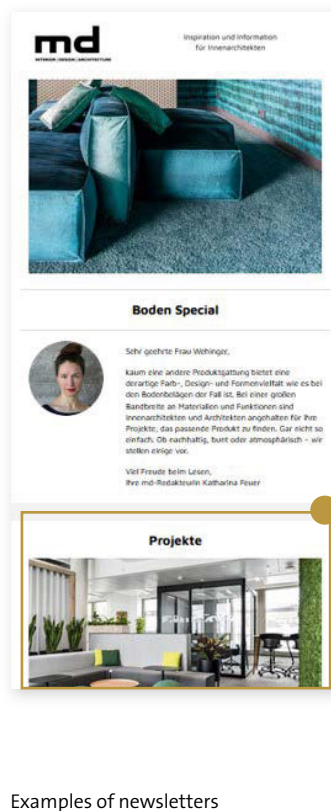 md
INTERIOR | DESIGN | ARCHITECTURE
Inspiration und Information
für Innenarchitekten
Boden Special
Sehr geehrte Frau Wehinger,
kaum eine andere Produktgattung bietet eine
derartige Farb-, Design- und Formenvielfalt wie es bei
den Bodenbelägen der Fall ist. Bei einer großen
Bandbreite an Materialien und Funktionen sind
Innenarchitekten und Architekten angehalten für ihre
Projekte, das passende Produkt zu finden. Gar nicht so
einfach. Ob nachhaltig, bunt oder atmosphärisch – wir
stellen einige vor.
Viel Freude beim Lesen,
Ihre md-Redakteurin Katharina Feuer
Projekte
Examples of newsletters